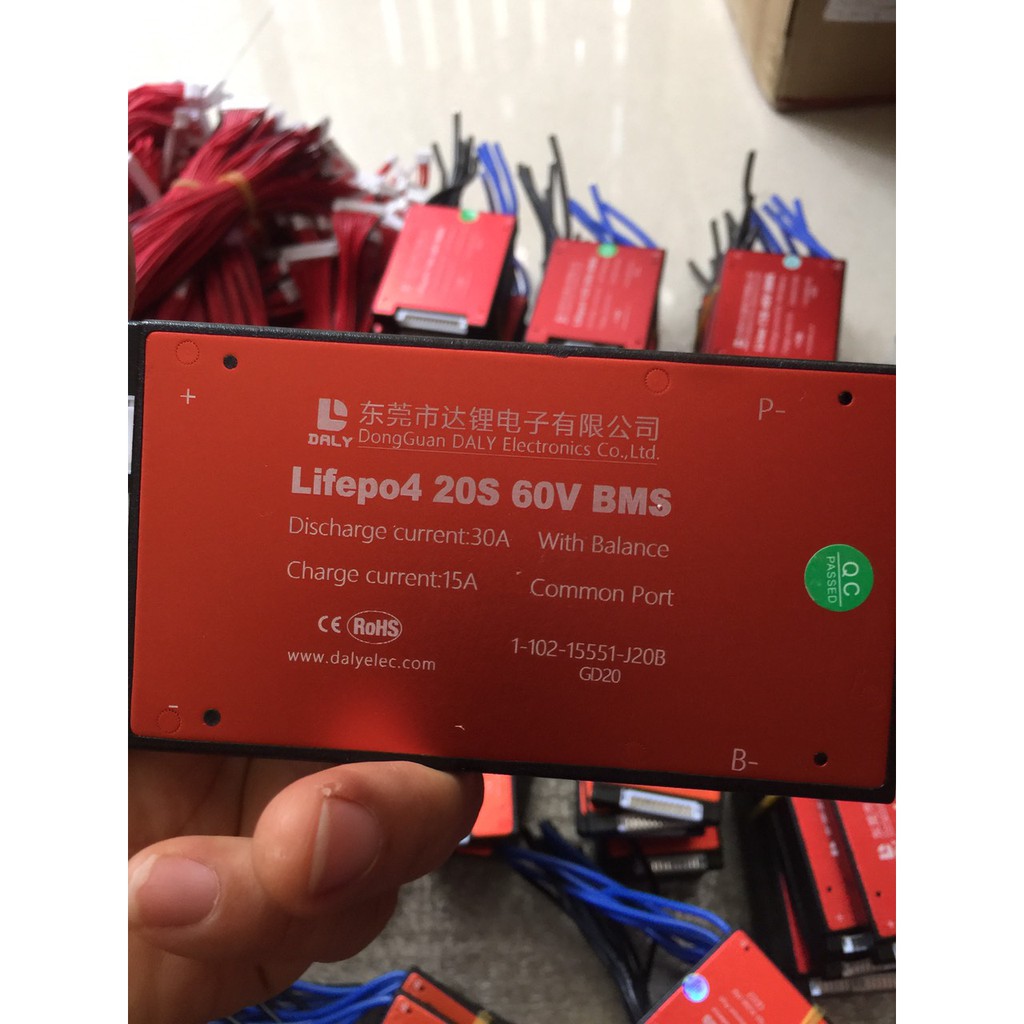 +
P-
东莞市达锂电子有限公司
DALY DongGuan DALY Electronics Co.,Ltd.
Lifepo4 20S 60V BMS
Discharge current:30A With Balance
Charge current:15A Common Port
QC
PASSED
CE RoHS
1-102-15551-J20B
www.dalyelec.com
GD20
-
B-